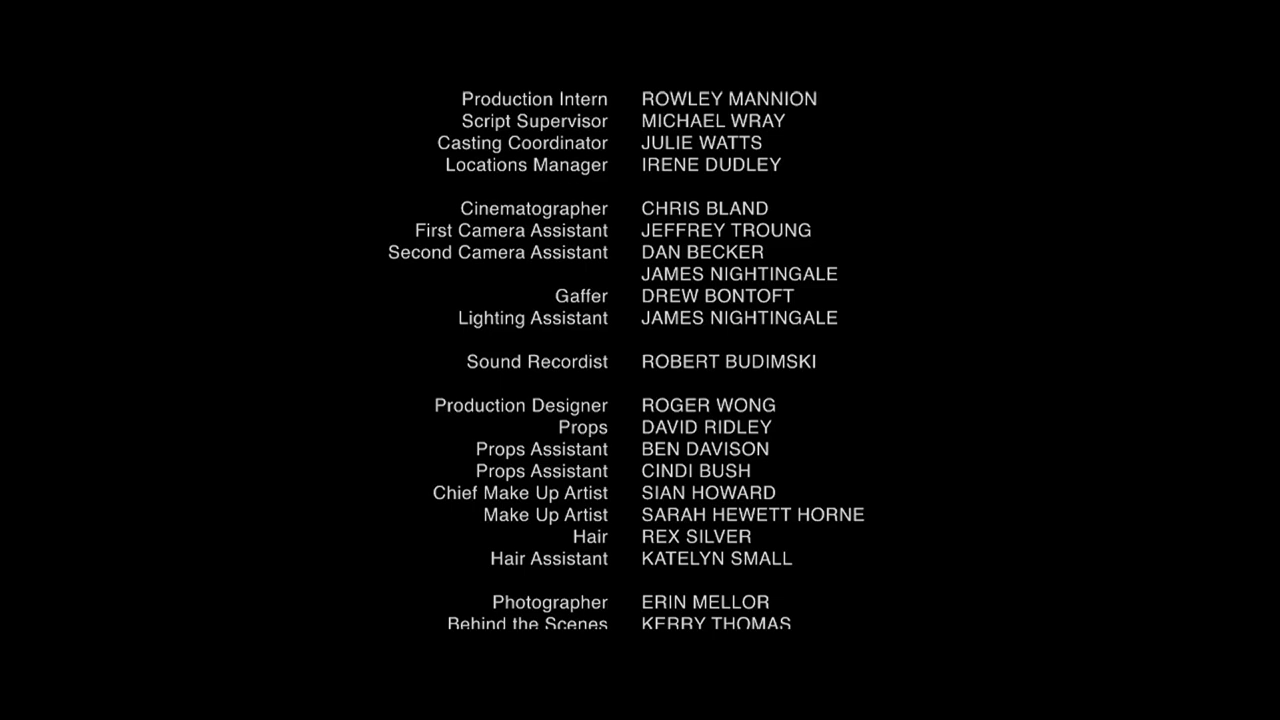 Production Intern ROWLEY MANNION
Script Supervisor MICHAEL WRAY
Casting Coordinator JULIE WATTS
Locations Manager IRENE DUDLEY
Cinematographer CHRIS BLAND
First Camera Assistant JEFFREY TROUNG
Second Camera Assistant DAN BECKER
JAMES NIGHTINGALE
Gaffer DREW BONTOFT
Lighting Assistant JAMES NIGHTINGALE
Sound Recordist ROBERT BUDIMSKI
Production Designer ROGER WONG
Props DAVID RIDLEY
Props Assistant BEN DAVISON
Props Assistant CINDI BUSH
Chief Make Up Artist SIAN HOWARD
Make Up Artist SARAH HEWETT HORNE
Hair REX SILVER
Hair Assistant KATELYN SMALL
Photographer ERIN MELLOR
Behind the Scenes KERRY THOMAS